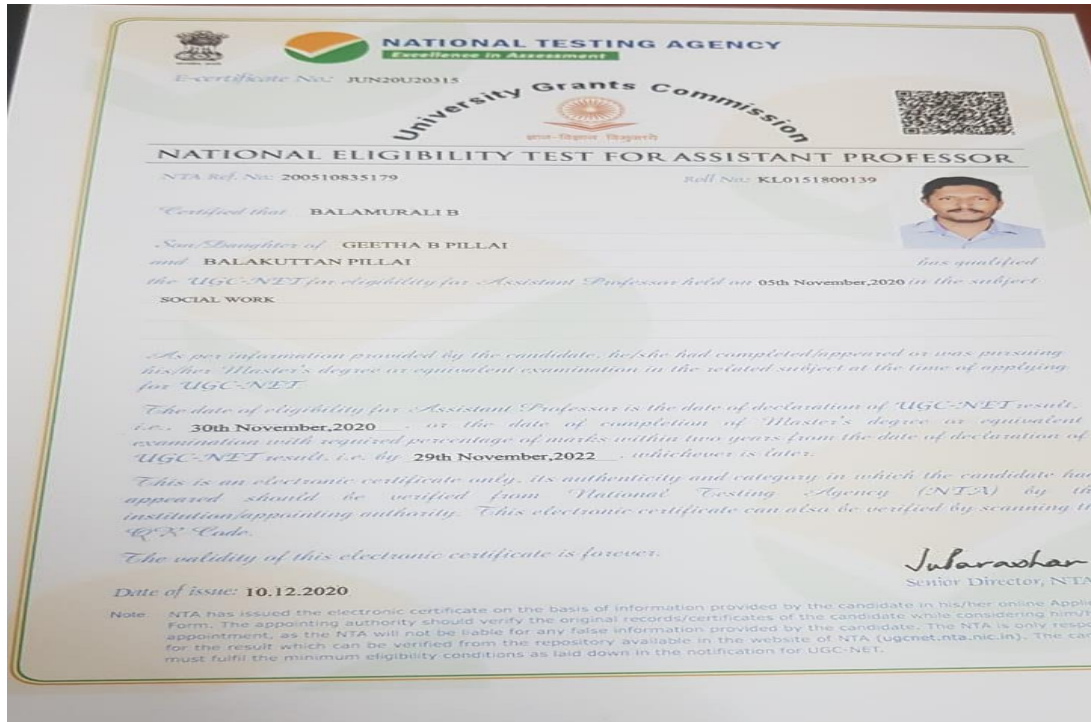 NATIONAL TESTING AGENCY
Excellence in Assessment
E-certificate No.: JUN20U20315
University Grants Commission
ज्ञान-विज्ञान विमुक्तये
NATIONAL ELIGIBILITY TEST FOR ASSISTANT PROFESSOR
NTA Ref. No: 200510835179 Roll No.: KL0151800139
Certified that BALAMURALI B
Son/Daughter of GEETHA B PILLAI
and BALAKUTTAN PILLAI has qualified
the UGC-NET for eligibility for Assistant Professor held on 05th November,2020 in the subject
SOCIAL WORK
As per information provided by the candidate, he/she had completed/appeared or was pursuing
his/her Master's degree or equivalent examination in the related subject at the time of applying
for UGC-NET.
The date of eligibility for Assistant Professor is the date of declaration of UGC-NET result,
i.e., 30th November,2020 , or the date of completion of Master's degree or equivalent
examination with required percentage of marks within two years from the date of declaration of
UGC-NET result, i.e. by 29th November,2022 , whichever is later.
This is an electronic certificate only, its authenticity and category in which the candidate had
appeared should be verified from National Testing Agency (NTA) by the
institution/appointing authority. This electronic certificate can also be verified by scanning the
QR Code.
The validity of this electronic certificate is forever.
Senior Director, NTA
Date of issue: 10.12.2020
Note NTA has issued the electronic certificate on the basis of information provided by the candidate in his/her online Appli
Form. The appointing authority should verify the original records/certificates of the candidate while considering him/
appointment, as the NTA will not be liable for any false information provided by the candidate. The NTA is only respo
for the result which can be verified from the repository available in the website of NTA (ugcnet.nta.nic.in). The ca
must fulfil the minimum eligibility conditions as laid down in the notification for UGC-NET.